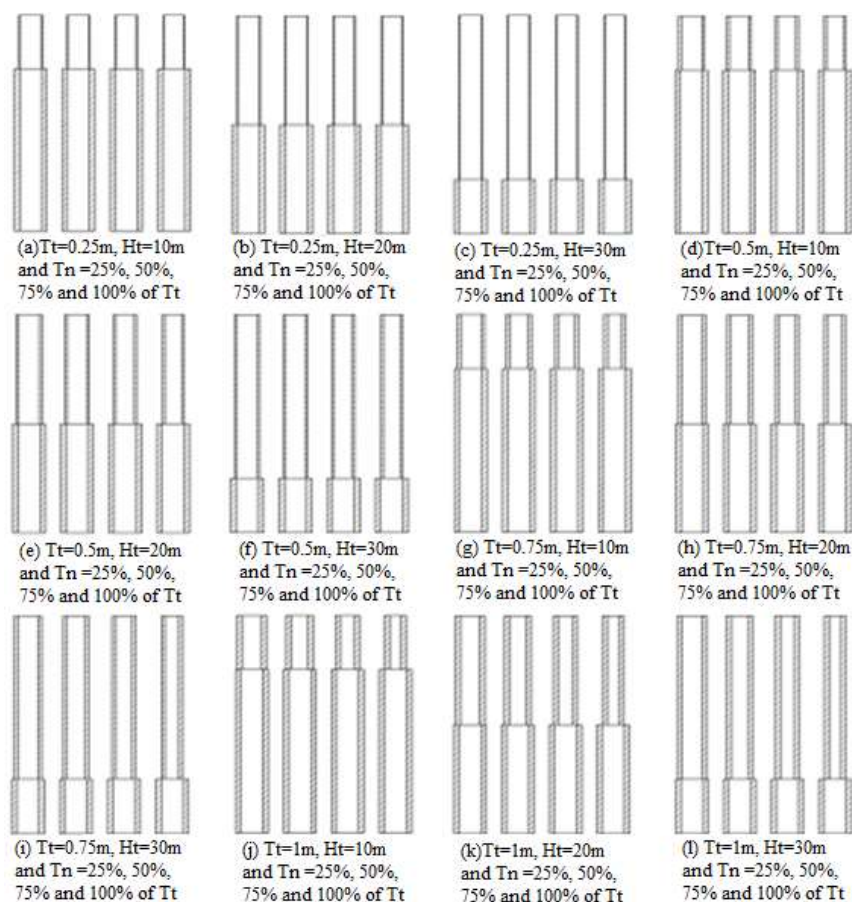 (a)Tt=0.25m, Ht=10m
and Tn =25%, 50%,
75% and 100% of Tt
(b) Tt=0.25m, Ht=20m
and Tn =25%, 50%,
75% and 100% of Tt
(c) Tt=0.25m, Ht=30m
and Tn =25%, 50%,
75% and 100% of Tt
(d)Tt=0.5m, Ht=10m
and Tn =25%, 50%,
75% and 100% of Tt
(e) Tt=0.5m, Ht=20m
and Tn =25%, 50%,
75% and 100% of Tt
(f) Tt=0.5m, Ht=30m
and Tn =25%, 50%,
75% and 100% of Tt
(g) Tt=0.75m, Ht=10m
and Tn =25%, 50%,
75% and 100% of Tt
(h) Tt=0.75m, Ht=20m
and Tn =25%, 50%,
75% and 100% of Tt
(i) Tt=0.75m, Ht=30m
and Tn =25%, 50%,
75% and 100% of Tt
(j) Tt=1m, Ht=10m
and Tn =25%, 50%,
75% and 100% of Tt
(k)Tt=1m, Ht=20m
and Tn =25%, 50%,
75% and 100% of Tt
(l) Tt=1m, Ht=30m
and Tn =25%, 50%,
75% and 100% of Tt